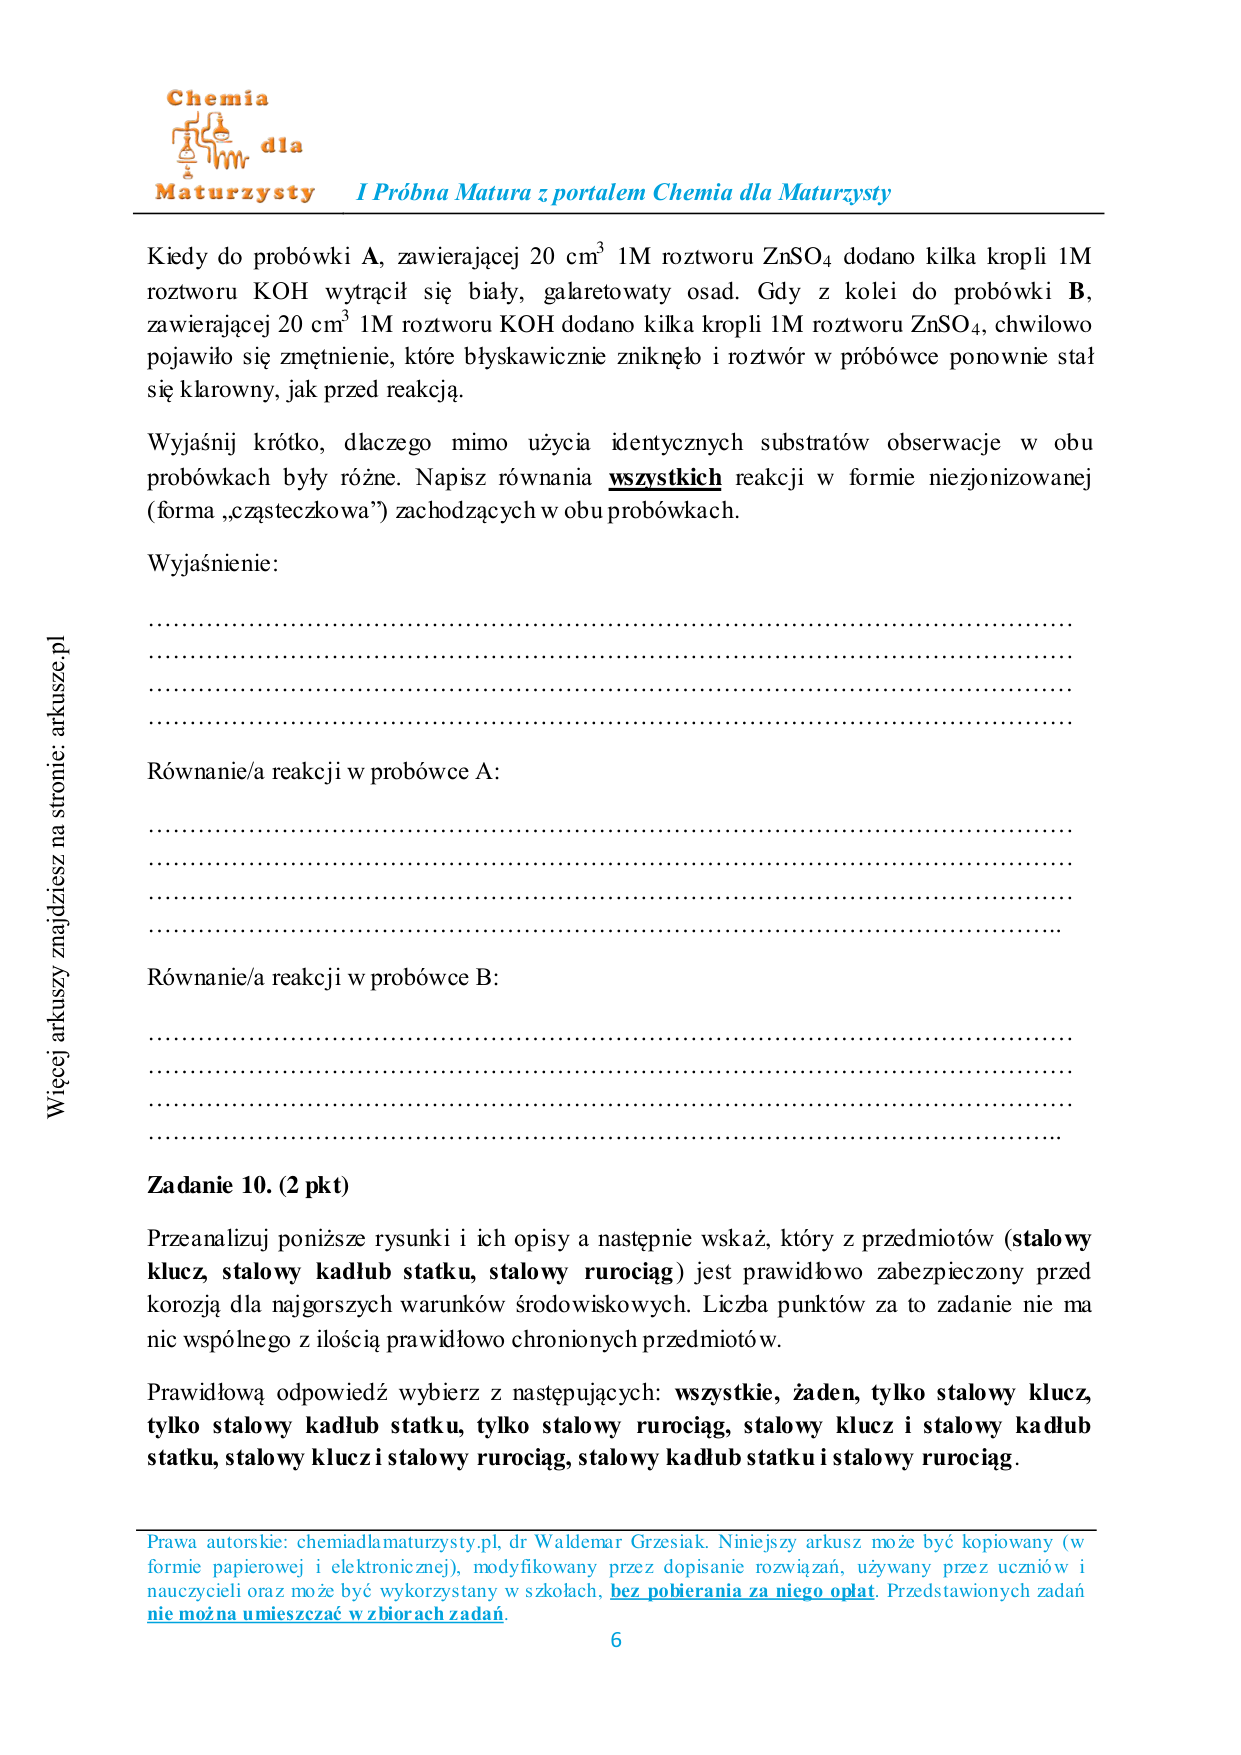 Chemia
dla
Maturzysty
I Próbna Matura z portalem Chemia dla Maturzysty
Kiedy do probówki A, zawierającej 20 cm³ 1M roztworu ZnSO₄ dodano kilka kropli 1M
roztworu KOH wytrącił się biały, galaretowaty osad. Gdy z kolei do probówki B,
zawierającej 20 cm³ 1M roztworu KOH dodano kilka kropli 1M roztworu ZnSO₄, chwilowo
pojawiło się zmętnienie, które błyskawicznie zniknęło i roztwór w próbówce ponownie stał
się klarowny, jak przed reakcją.
Wyjaśnij krótko, dlaczego mimo użycia identycznych substratów obserwacje w obu
probówkach były różne. Napisz równania wszystkich reakcji w formie niezjonizowanej
(forma „cząsteczkowa”) zachodzących w obu probówkach.
Wyjaśnienie:
……………………………………………………………………………………………………
……………………………………………………………………………………………………
……………………………………………………………………………………………………
……………………………………………………………………………………………………
Równanie/a reakcji w probówce A:
……………………………………………………………………………………………………
……………………………………………………………………………………………………
……………………………………………………………………………………………………
…………………………………………………………………………………………………..
Równanie/a reakcji w probówce B:
……………………………………………………………………………………………………
……………………………………………………………………………………………………
……………………………………………………………………………………………………
…………………………………………………………………………………………………..
Zadanie 10. (2 pkt)
Przeanalizuj poniższe rysunki i ich opisy a następnie wskaż, który z przedmiotów (stalowy
klucz, stalowy kadłub statku, stalowy rurociąg) jest prawidłowo zabezpieczony przed
korozją dla najgorszych warunków środowiskowych. Liczba punktów za to zadanie nie ma
nic wspólnego z ilością prawidłowo chronionych przedmiotów.
Prawidłową odpowiedź wybierz z następujących: wszystkie, żaden, tylko stalowy klucz,
tylko stalowy kadłub statku, tylko stalowy rurociąg, stalowy klucz i stalowy kadłub
statku, stalowy klucz i stalowy rurociąg, stalowy kadłub statku i stalowy rurociąg.
Prawa autorskie: chemiadlamaturzysty.pl, dr Waldemar Grzesiak. Niniejszy arkusz może być kopiowany (w
formie papierowej i elektronicznej), modyfikowany przez dopisanie rozwiązań, używany przez uczniów i
nauczycieli oraz może być wykorzystany w szkołach, bez pobierania za niego opłat. Przedstawionych zadań
nie można umieszczać w zbiorach zadań.
6
Więcej arkuszy znajdziesz na stronie: arkusze.pl